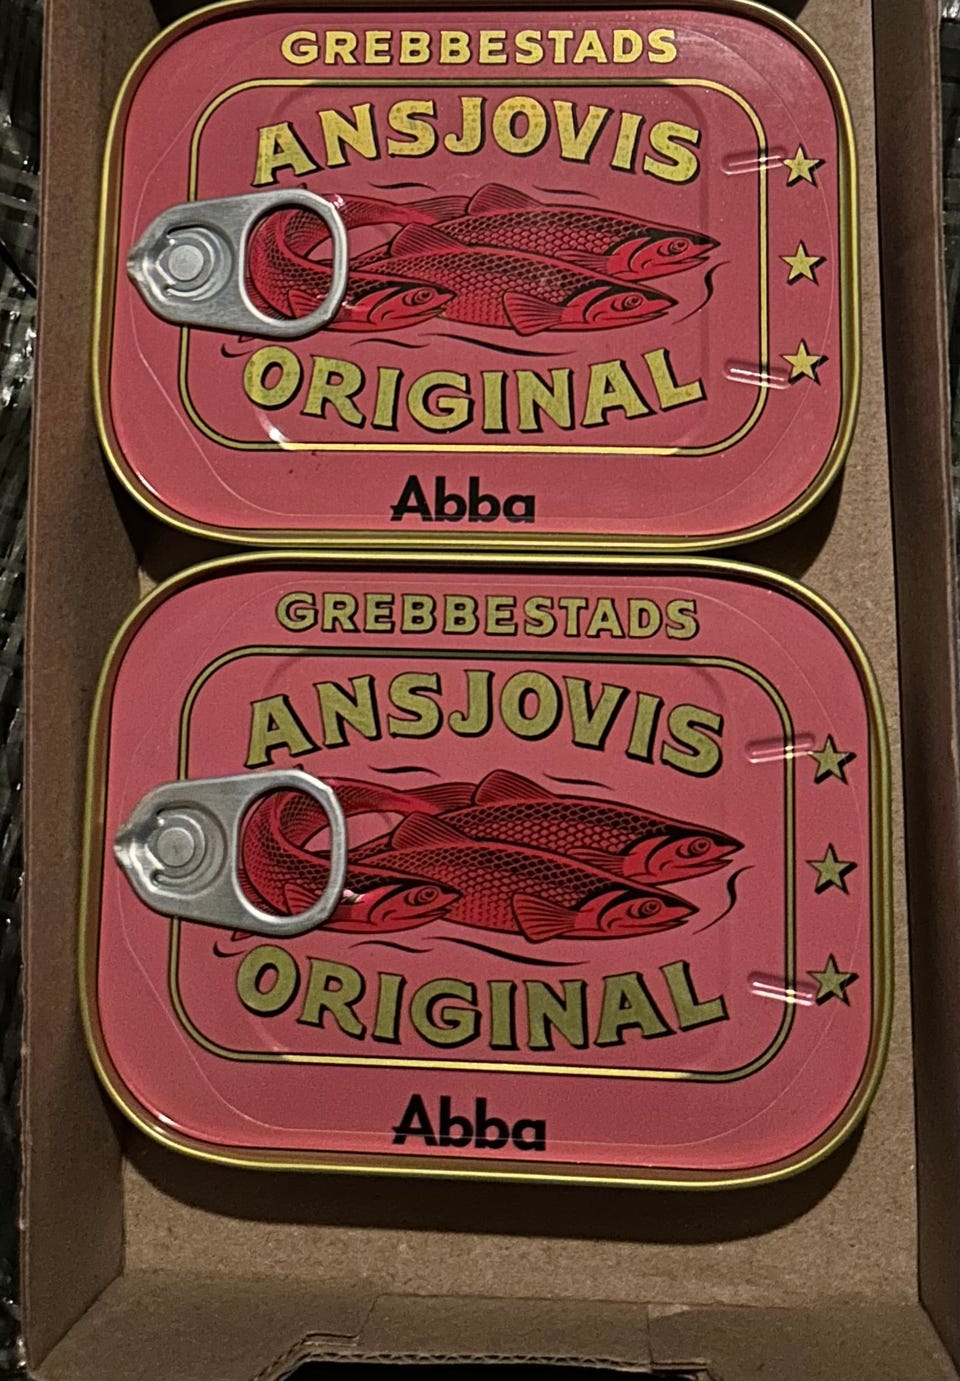 GREBBESTADS
ANSJOVIS
ORIGINAL
Abba
GREBBESTADS
ANSJOVIS
ORIGINAL
Abba